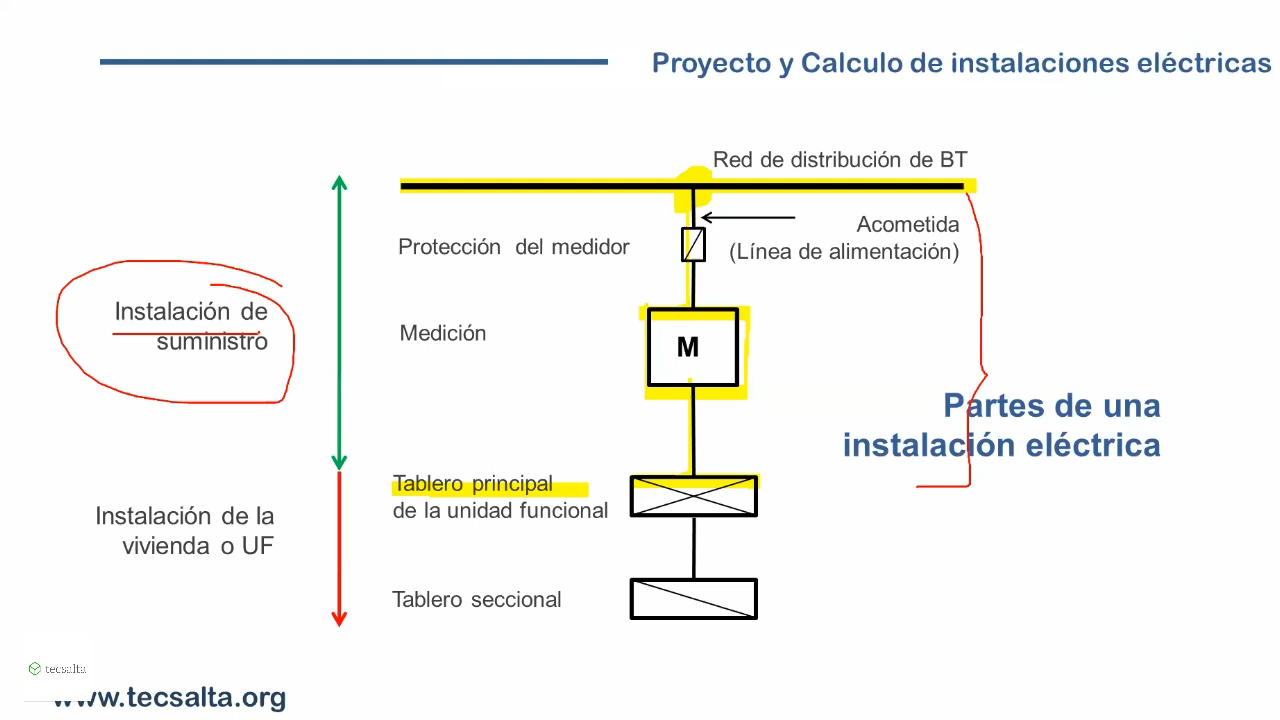 Proyecto y Calculo de instalaciones eléctricas
Red de distribución de BT
Acometida
(Línea de alimentación)
Protección del medidor
Instalación de
suministro
Medición
M
Partes de una
instalación eléctrica
Tablero principal
de la unidad funcional
Instalación de la
vivienda o UF
Tablero seccional
tecsalta
www.tecsalta.org